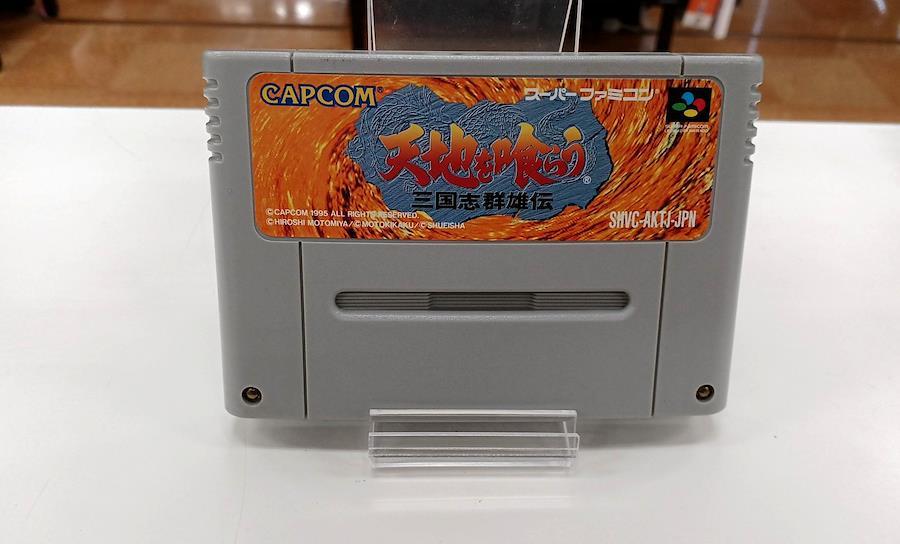 CAPCOM®
スーパーファミコン
天地を喰らう®
三国志群雄伝
©CAPCOM 1995 ALL RIGHTS RESERVED.
©HIROSHI MOTOMIYA/©MOTOKIKAKU/©SHUEISHA
SHVC-AKTJ-JPN